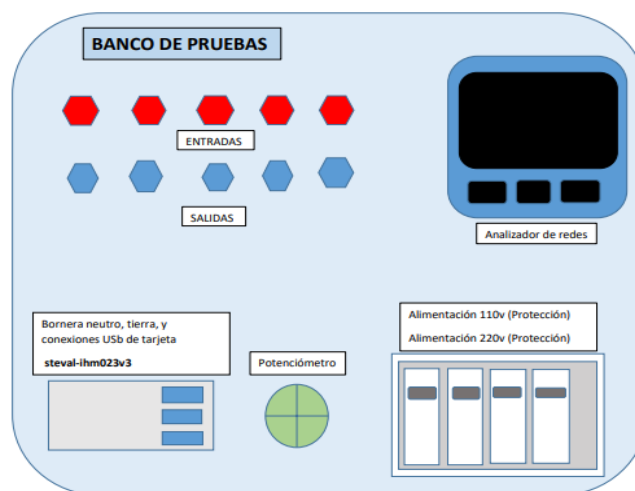 BANCO DE PRUEBAS
ENTRADAS
SALIDAS
Analizador de redes
Bornera neutro, tierra, y
conexiones USb de tarjeta
steval-ihm023v3
Potenciómetro
Alimentación 110v (Protección)
Alimentación 220v (Protección)